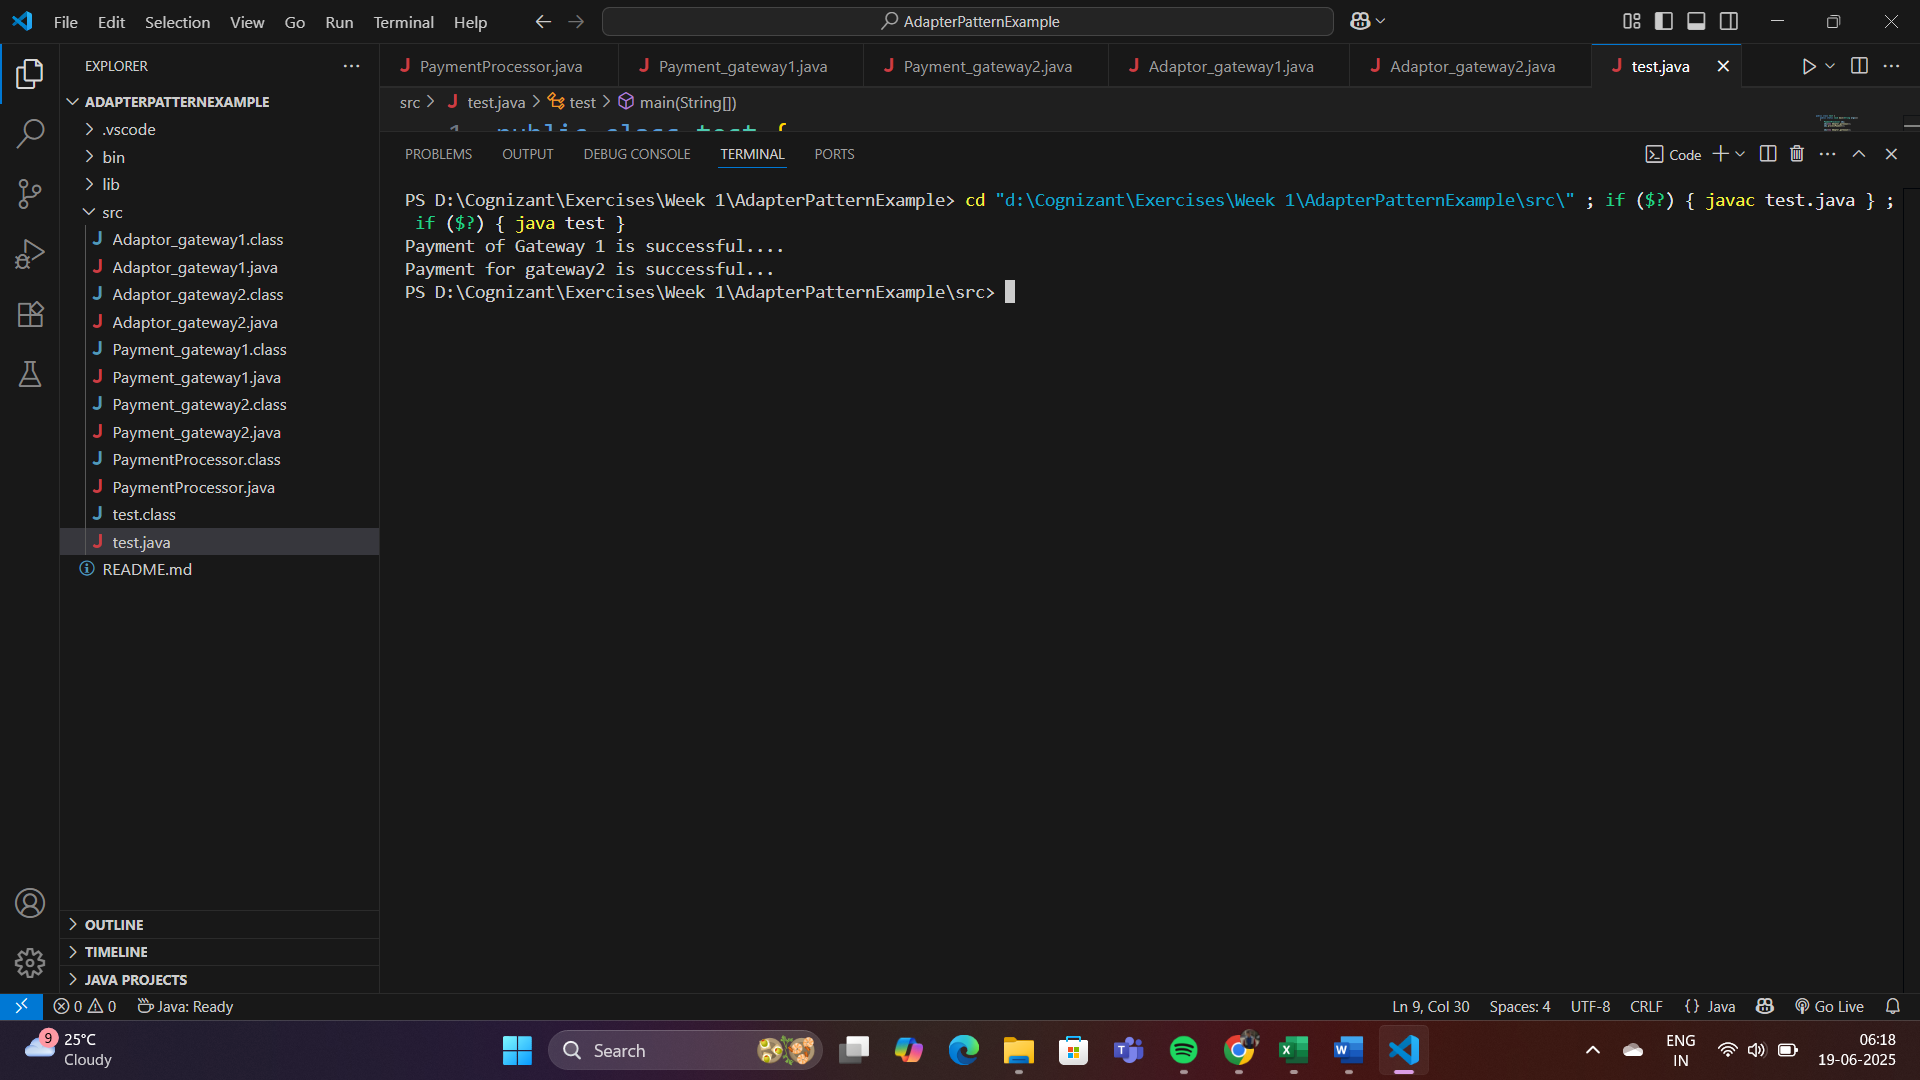 File Edit Selection View Go Run Terminal Help
AdapterPatternExample
EXPLORER
PaymentProcessor.java Payment_gateway1.java Payment_gateway2.java Adaptor_gateway1.java Adaptor_gateway2.java test.java
ADAPTERPATTERNEXAMPLE
.vscode
bin
lib
src
Adaptor_gateway1.class
Adaptor_gateway1.java
Adaptor_gateway2.class
Adaptor_gateway2.java
Payment_gateway1.class
Payment_gateway1.java
Payment_gateway2.class
Payment_gateway2.java
PaymentProcessor.class
PaymentProcessor.java
test.class
test.java
README.md
OUTLINE
TIMELINE
JAVA PROJECTS
src > test.java > test > main(String[])
1 public class test {
PROBLEMS OUTPUT DEBUG CONSOLE TERMINAL PORTS
Code
PS D:\Cognizant\Exercises\Week 1\AdapterPatternExample> cd "d:\Cognizant\Exercises\Week 1\AdapterPatternExample\src\" ; if ($?) { javac test.java } ;
if ($?) { java test }
Payment of Gateway 1 is successful....
Payment for gateway2 is successful...
PS D:\Cognizant\Exercises\Week 1\AdapterPatternExample\src>
0 0 Java: Ready
Ln 9, Col 30 Spaces: 4 UTF-8 CRLF {} Java Go Live
9
25°C
Cloudy
Search
ENG
IN
06:18
19-06-2025